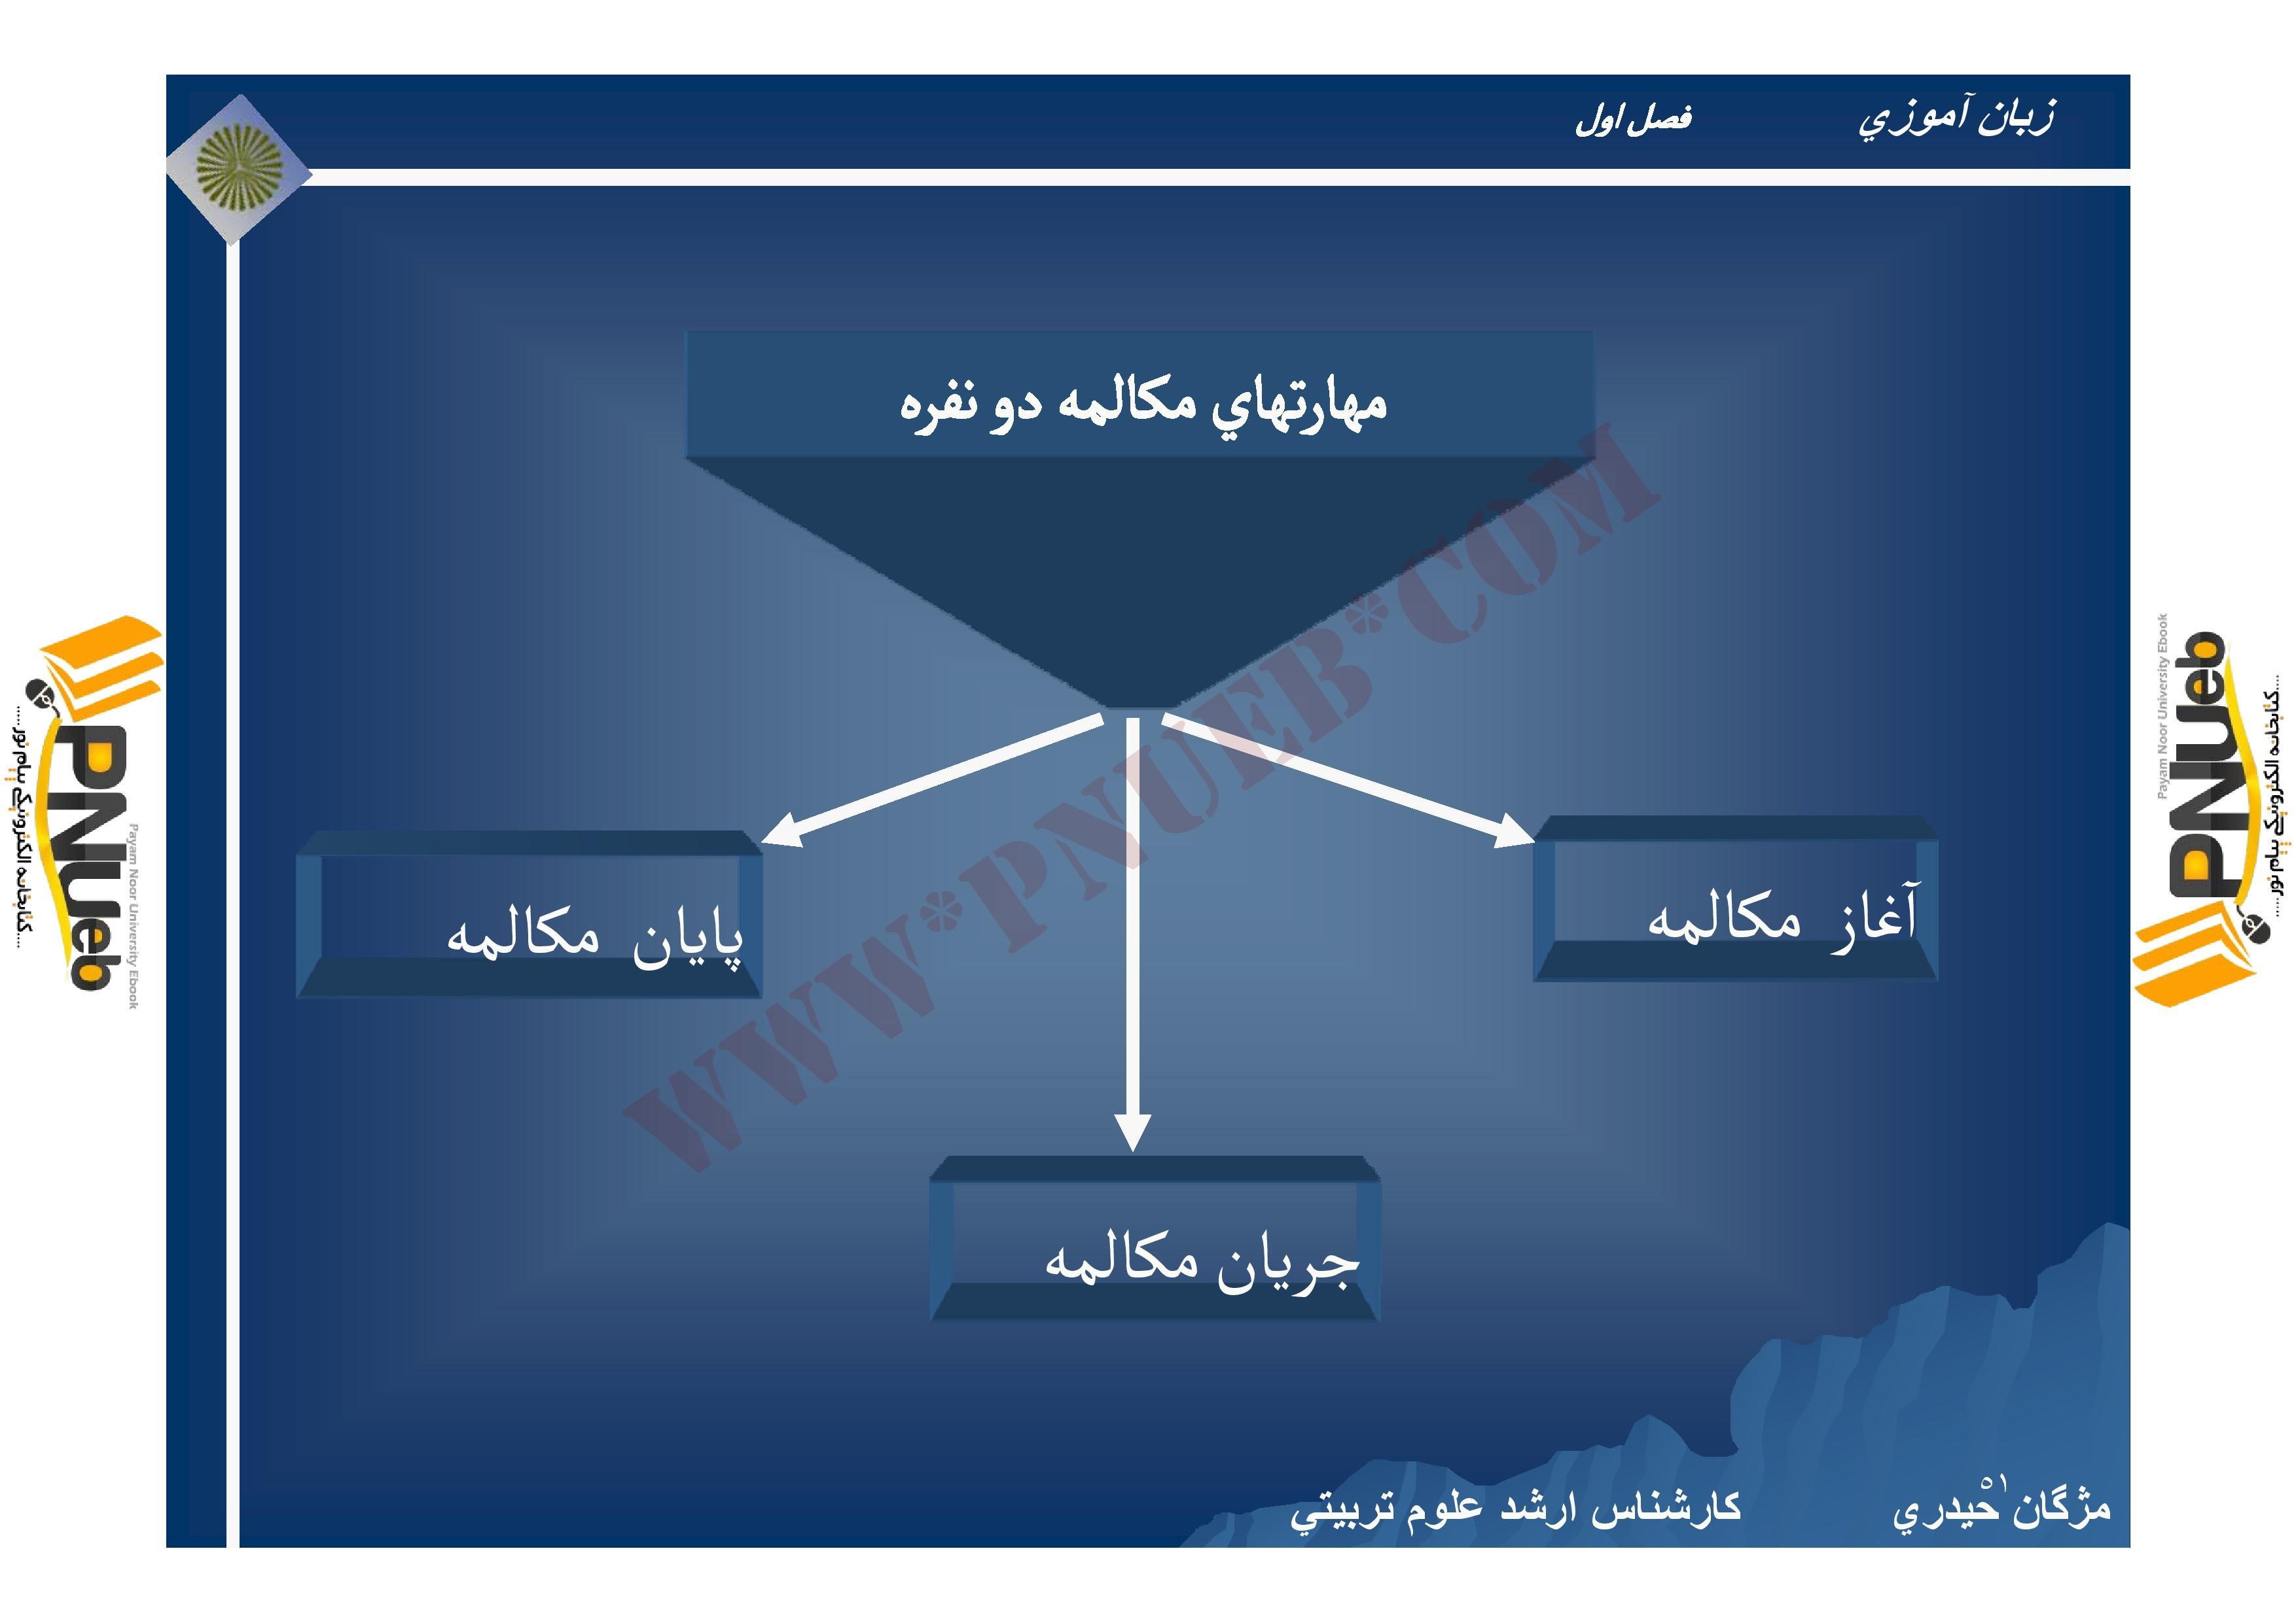 زبان آموزي
فصل اول
مهارتهاي مكالمه دو نفره
آغاز مكالمه
پايان مكالمه
جريان مكالمه
مژگان حيدري
كارشناس ارشد علوم تربيتي
WWW*PNUEB*COM
PNUeb
Payam Noor University Ebook
كتابخانه الكترونيكي پيام نور.....
PNUeb
Payam Noor University Ebook
....كتابخانه الكترونيكي پيام نور.....